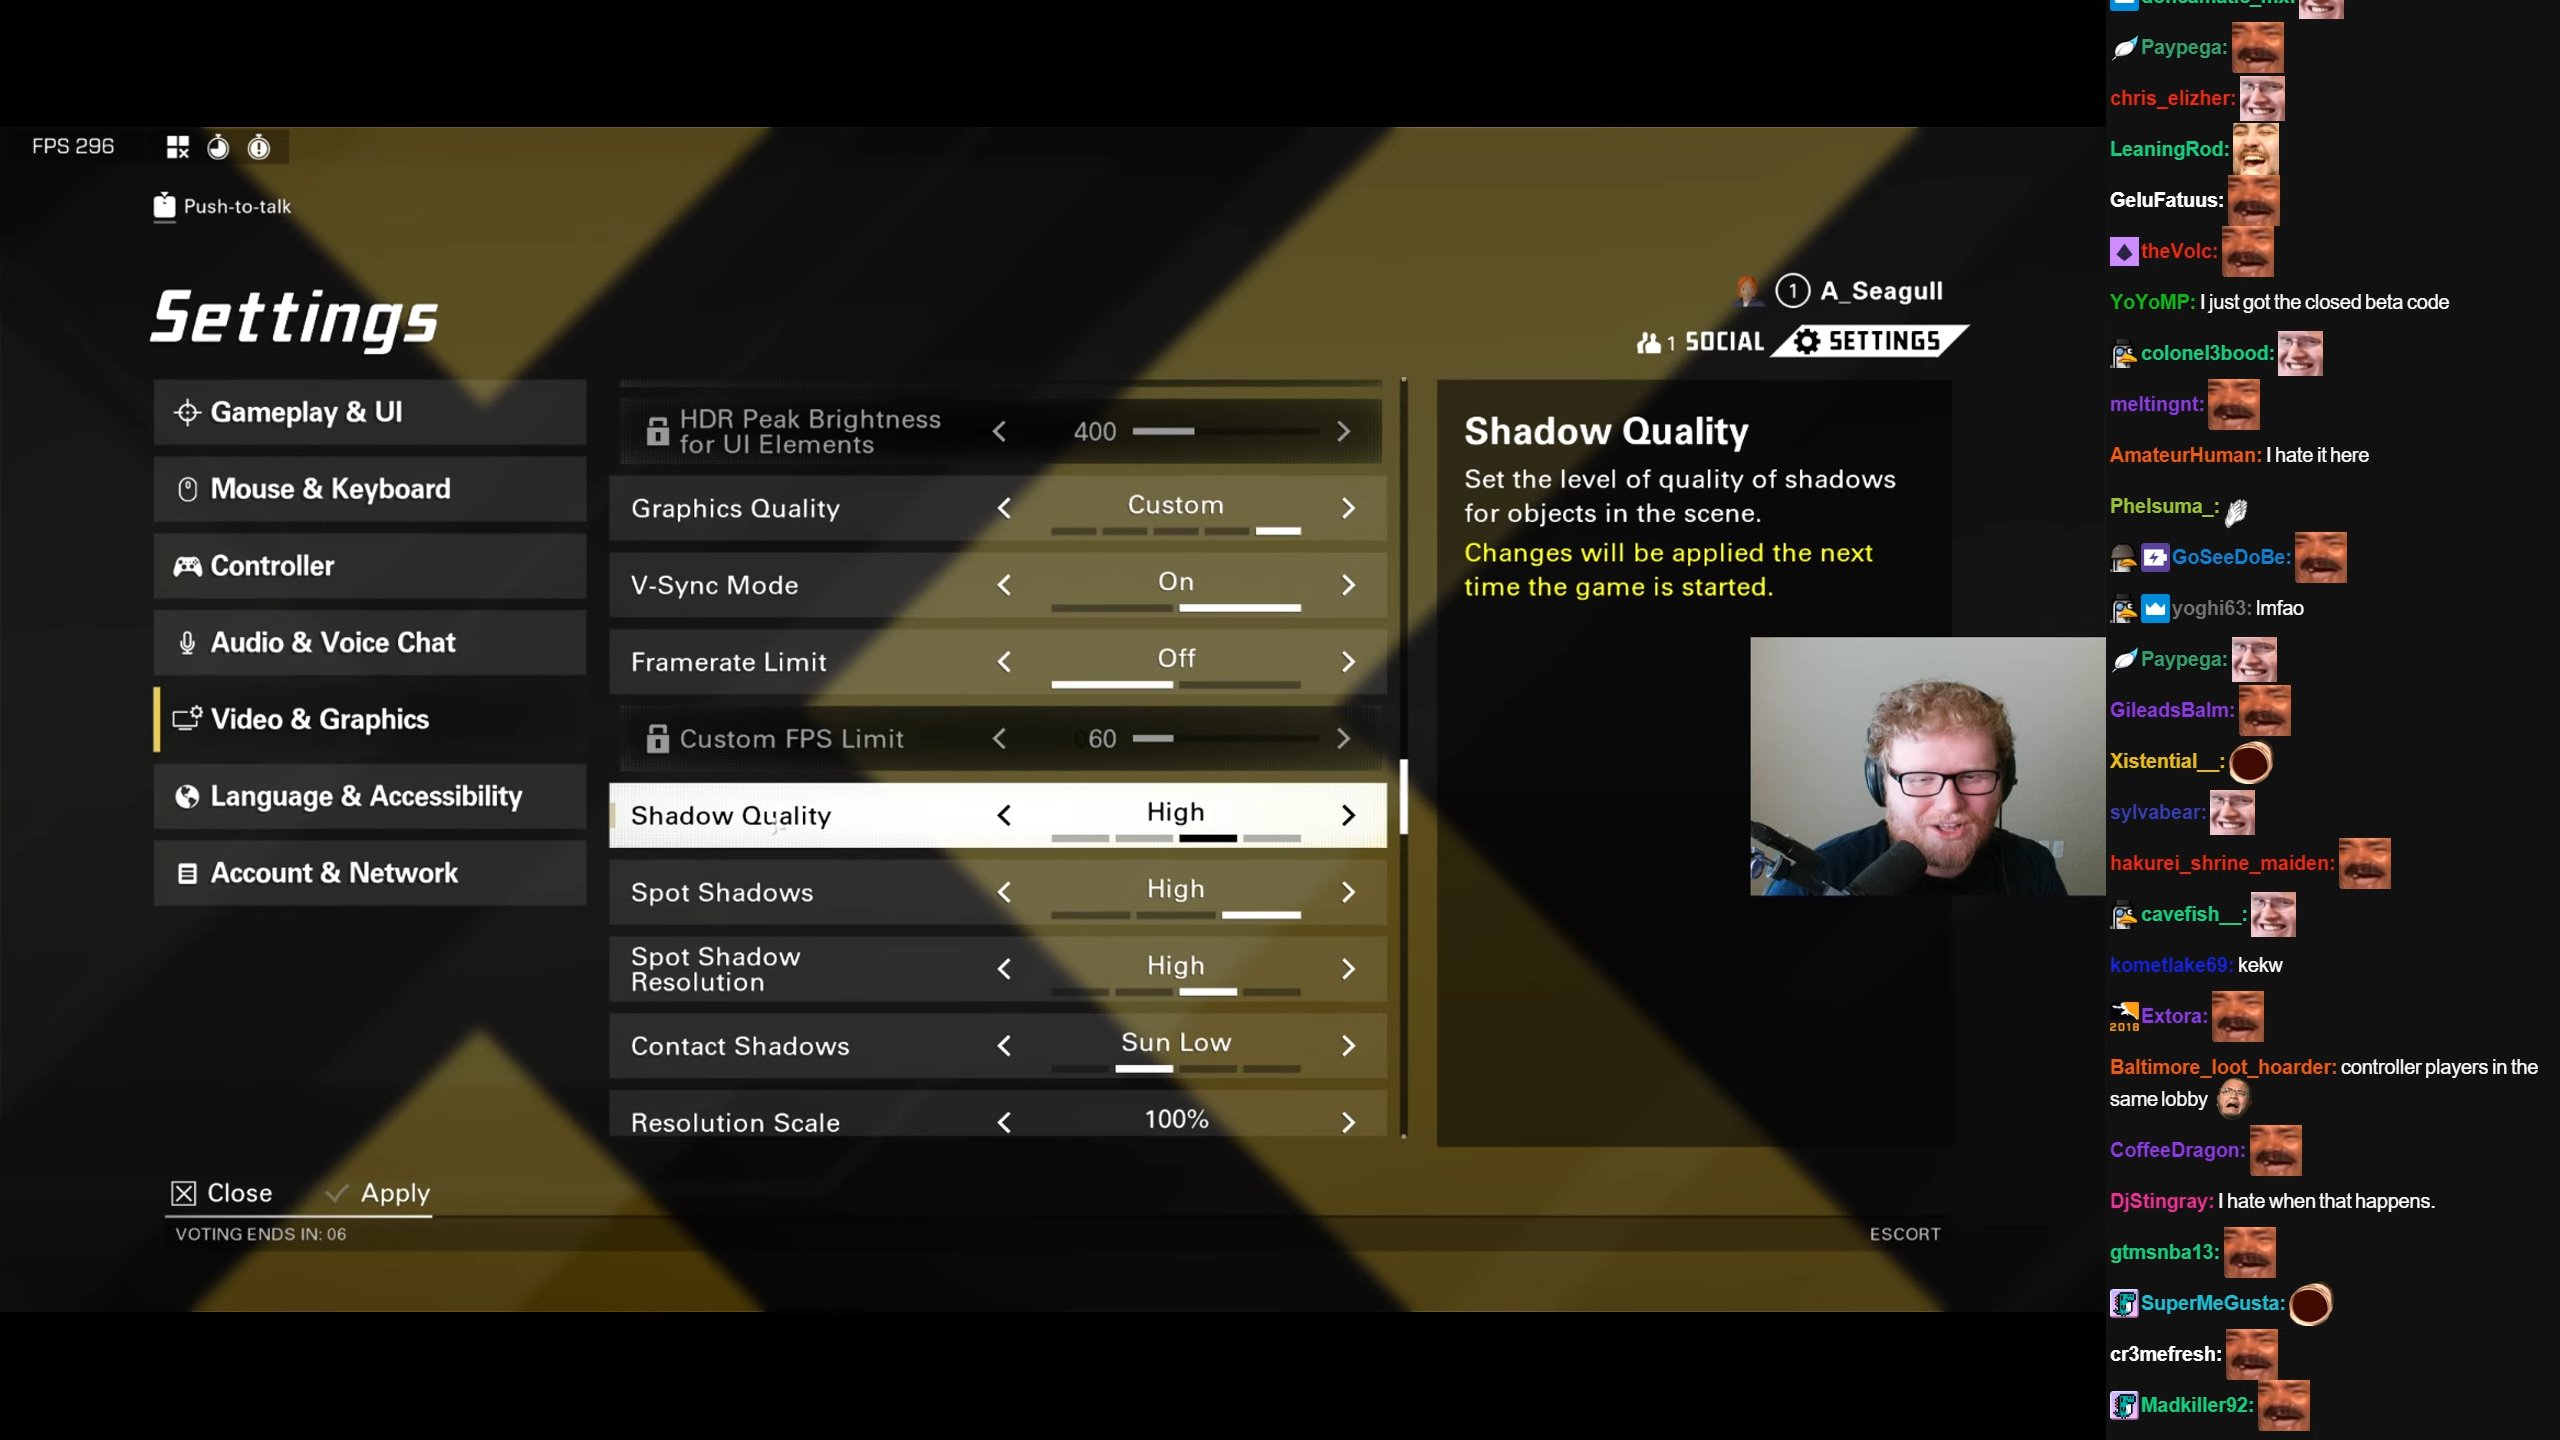 FPS 296
Push-to-talk
Settings
1 A_Seagull
1 SOCIAL SETTINGS
Gameplay & UI
Mouse & Keyboard
Controller
Audio & Voice Chat
Video & Graphics
Language & Accessibility
Account & Network
HDR Peak Brightness
for UI Elements
400
Graphics Quality
Custom
V-Sync Mode
On
Framerate Limit
Off
Custom FPS Limit
60
Shadow Quality
High
Spot Shadows
High
Spot Shadow
Resolution
High
Contact Shadows
Sun Low
Resolution Scale
100%
Shadow Quality
Set the level of quality of shadows
for objects in the scene.
Changes will be applied the next
time the game is started.
Close
Apply
VOTING ENDS IN: 06
ESCORT
Paypega:
chris_elizher:
LeaningRod:
GeluFatuus:
theVolc:
YoYoMP: I just got the closed beta code
colonel3bood:
meltingnt:
AmateurHuman: I hate it here
Phelsuma_:
GoSeeDoBe:
yoghi63: lmfao
Paypega:
GileadsBalm:
Xistential__:
sylvabear:
hakurei_shrine_maiden:
cavefish__:
kometlake69: kekw
2018 Extora:
Baltimore_loot_hoarder: controller players in the
same lobby
CoffeeDragon:
DjStingray: I hate when that happens.
gtmsnba13:
SuperMeGusta:
cr3mefresh:
Madkiller92: